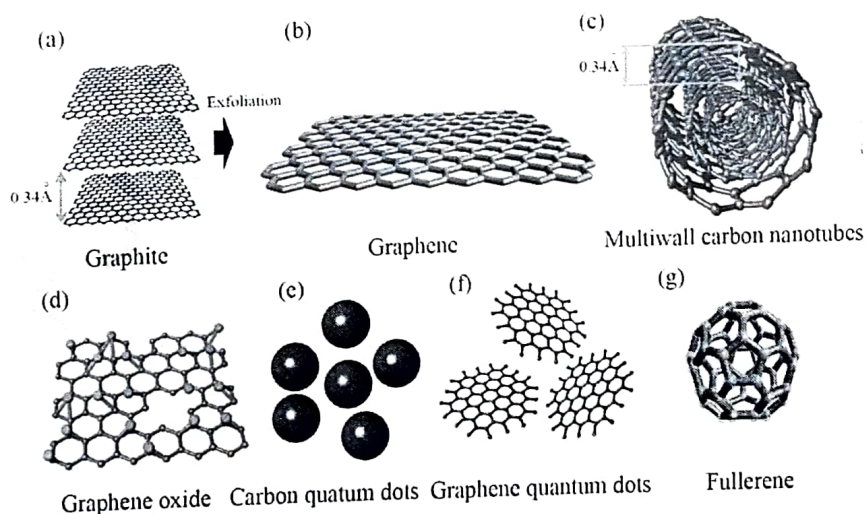 (a)
(b)
(c)
Exfoliation
0.34Å
0.34Å
Graphite
Graphene
Multiwall carbon nanotubes
(d)
(e)
(f)
(g)
Graphene oxide
Carbon quatum dots
Graphene quantum dots
Fullerene